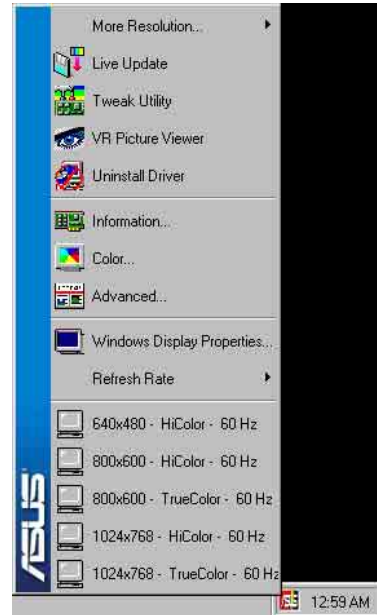 More Resolution...
Live Update
Tweak Utility
VR Picture Viewer
Uninstall Driver
Information...
Color...
Advanced...
Windows Display Properties...
Refresh Rate
640x480 - HiColor - 60 Hz
800x600 - HiColor - 60 Hz
800x600 - TrueColor - 60 Hz
1024x768 - HiColor - 60 Hz
1024x768 - TrueColor - 60 Hz
ASUS
12:59 AM